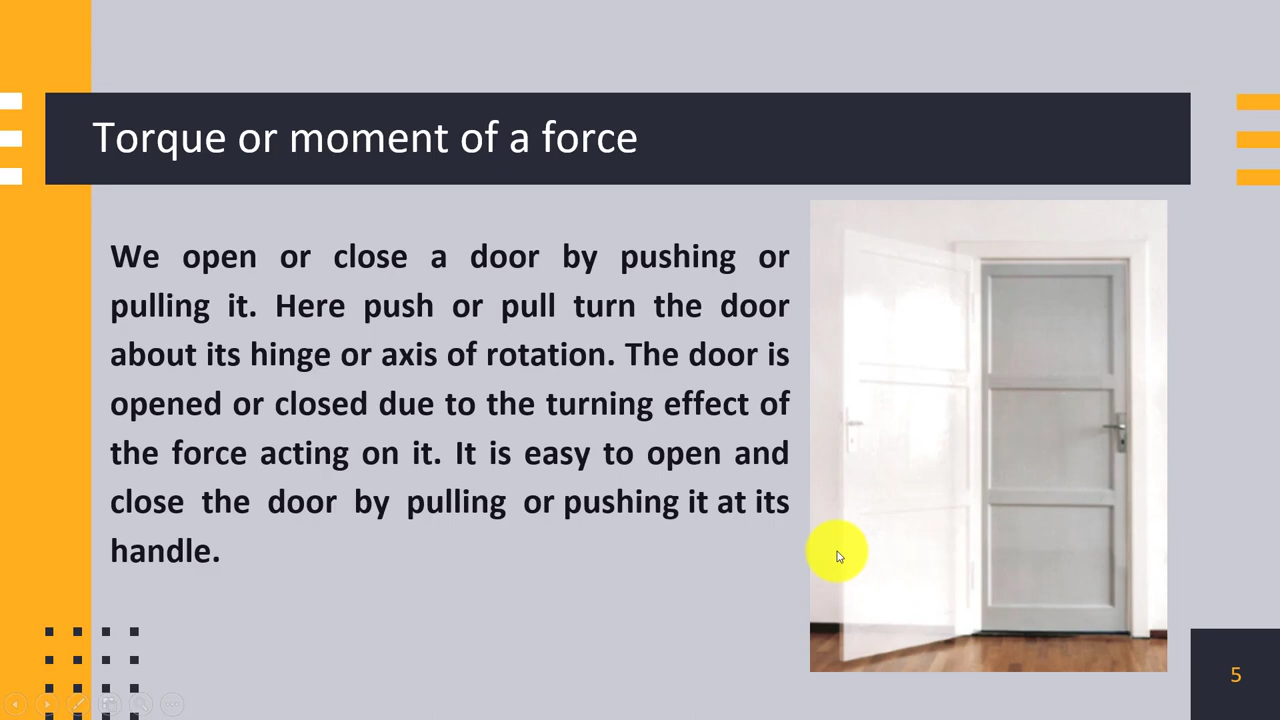 Torque or moment of a force
We open or close a door by pushing or
pulling it. Here push or pull turn the door
about its hinge or axis of rotation. The door is
opened or closed due to the turning effect of
the force acting on it. It is easy to open and
close the door by pulling or pushing it at its
handle.
5